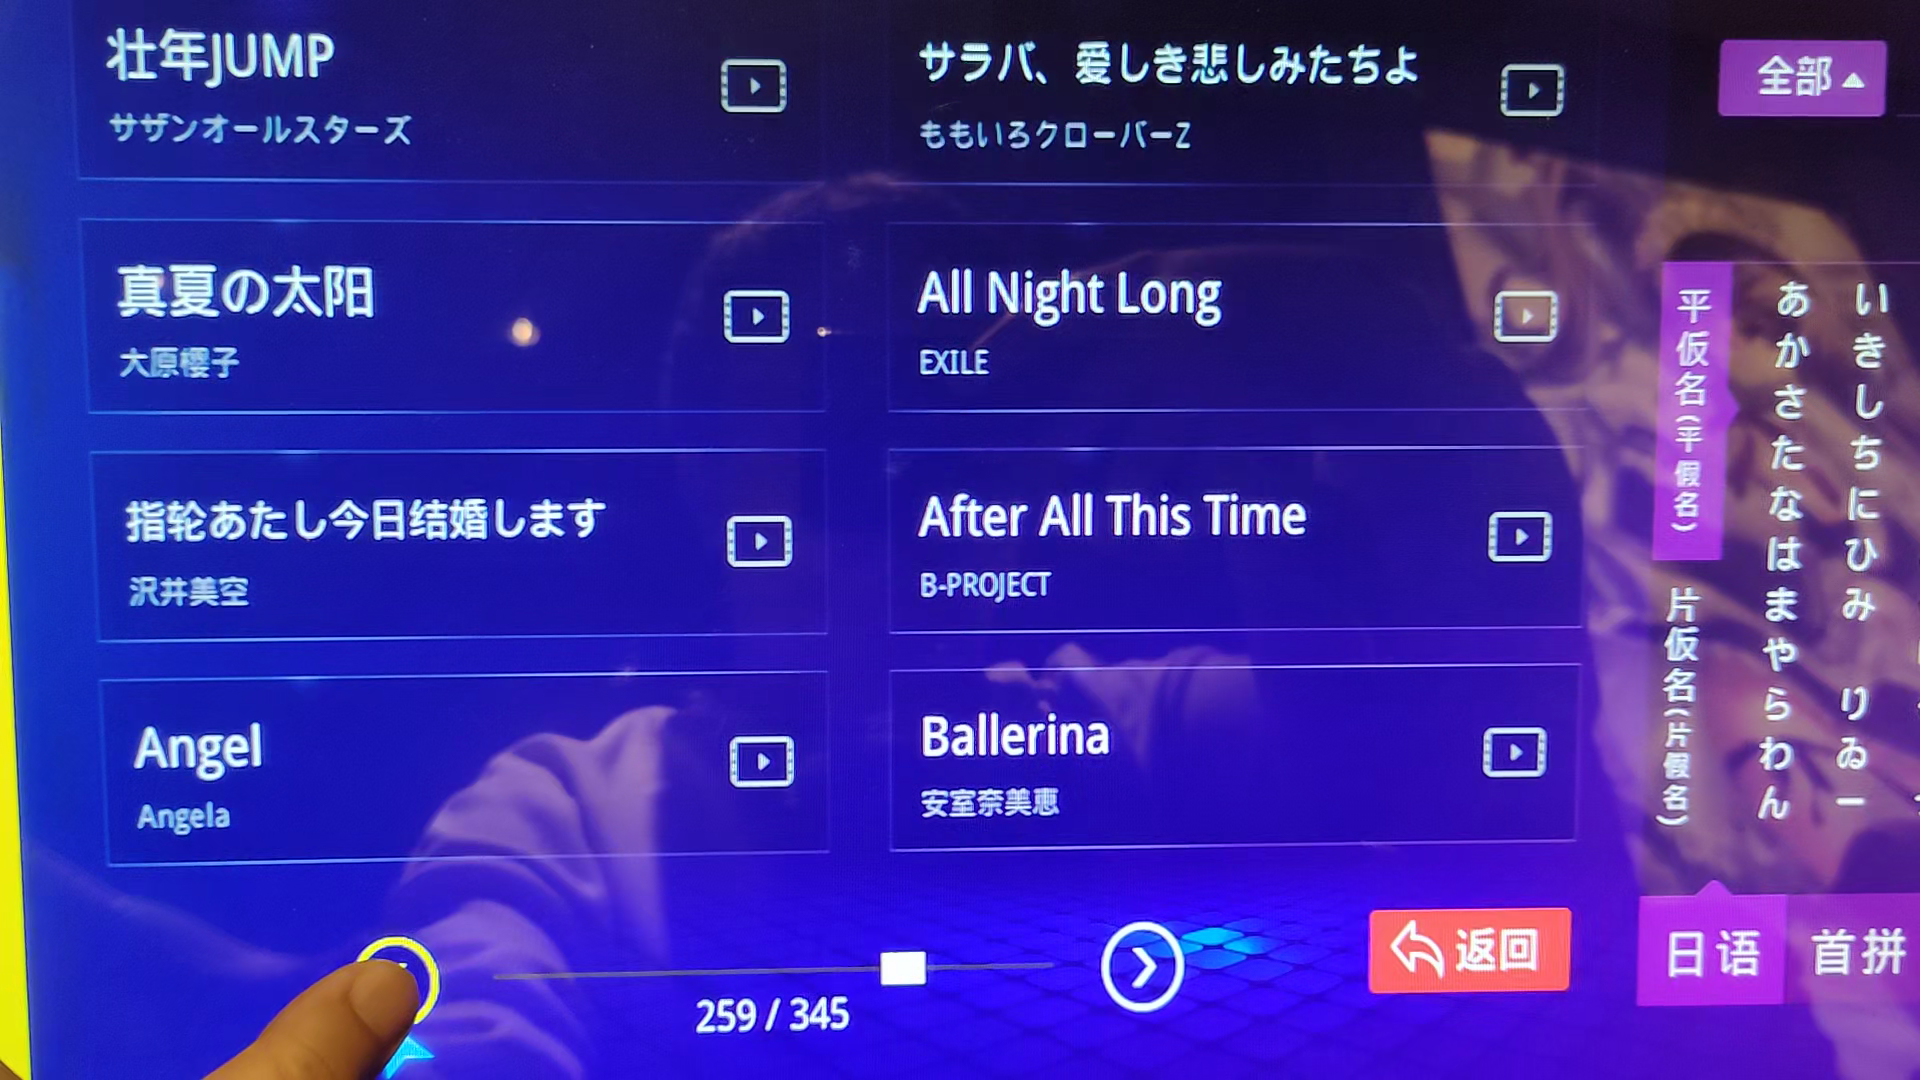 壮年JUMP
サザンオールスターズ
サラバ、愛しき悲しみたちよ
ももいろクローバーZ
真夏の太阳
大原樱子
All Night Long
EXILE
指轮あたし今日结婚します
沢井美空
After All This Time
B-PROJECT
Angel
Angela
Ballerina
安室奈美恵
259 / 345
返回
全部
平仮名(平假名)
片仮名(片假名)
あかさたなはまやらわん
いきしちにひみ りゐー
日语
首拼